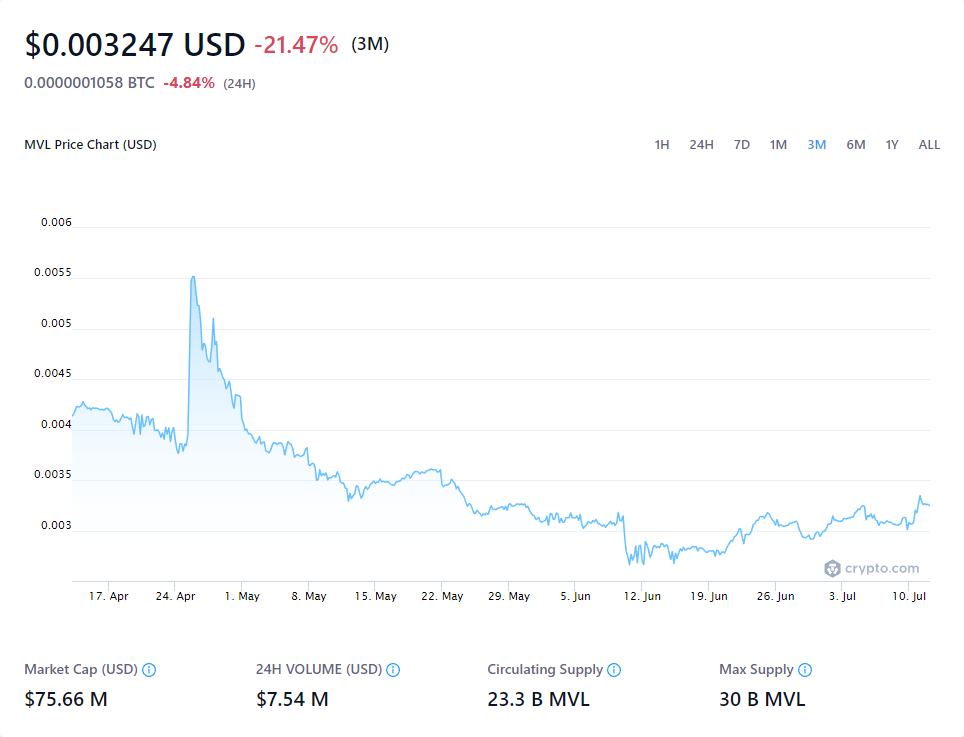 $0.003247 USD -21.47% (3M)
0.0000001058 BTC -4.84% (24H)
MVL Price Chart (USD) 1H 24H 7D 1M 3M 6M 1Y ALL
0.006
0.0055
0.005
0.0045
0.004
0.0035
0.003
crypto.com
17. Apr 24. Apr 1. May 8. May 15. May 22. May 29. May 5. Jun 12. Jun 19. Jun 26. Jun 3. Jul 10. Jul
Market Cap (USD) 24H VOLUME (USD) Circulating Supply Max Supply
$75.66 M $7.54 M 23.3 B MVL 30 B MVL